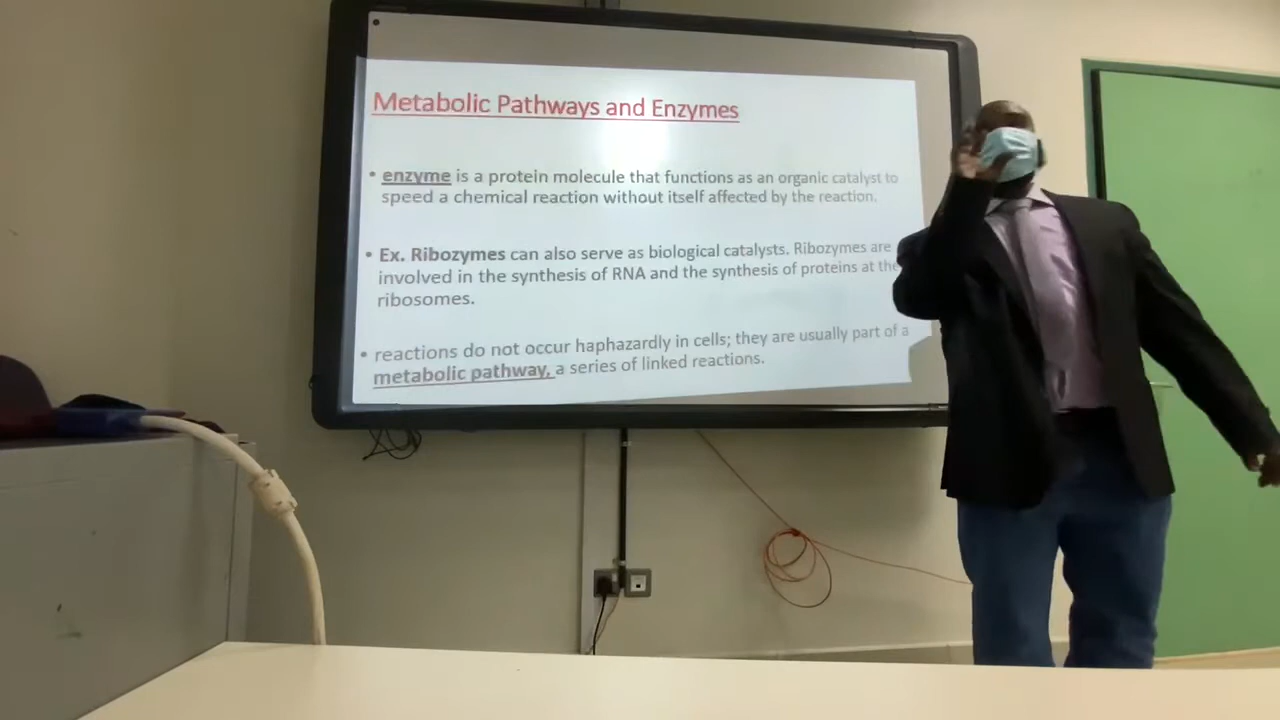 Metabolic Pathways and Enzymes
• enzyme is a protein molecule that functions as an organic catalyst to
speed a chemical reaction without itself affected by the reaction.
• Ex. Ribozymes can also serve as biological catalysts. Ribozymes are
involved in the synthesis of RNA and the synthesis of proteins at the
ribosomes.
• reactions do not occur haphazardly in cells; they are usually part of a
metabolic pathway, a series of linked reactions.